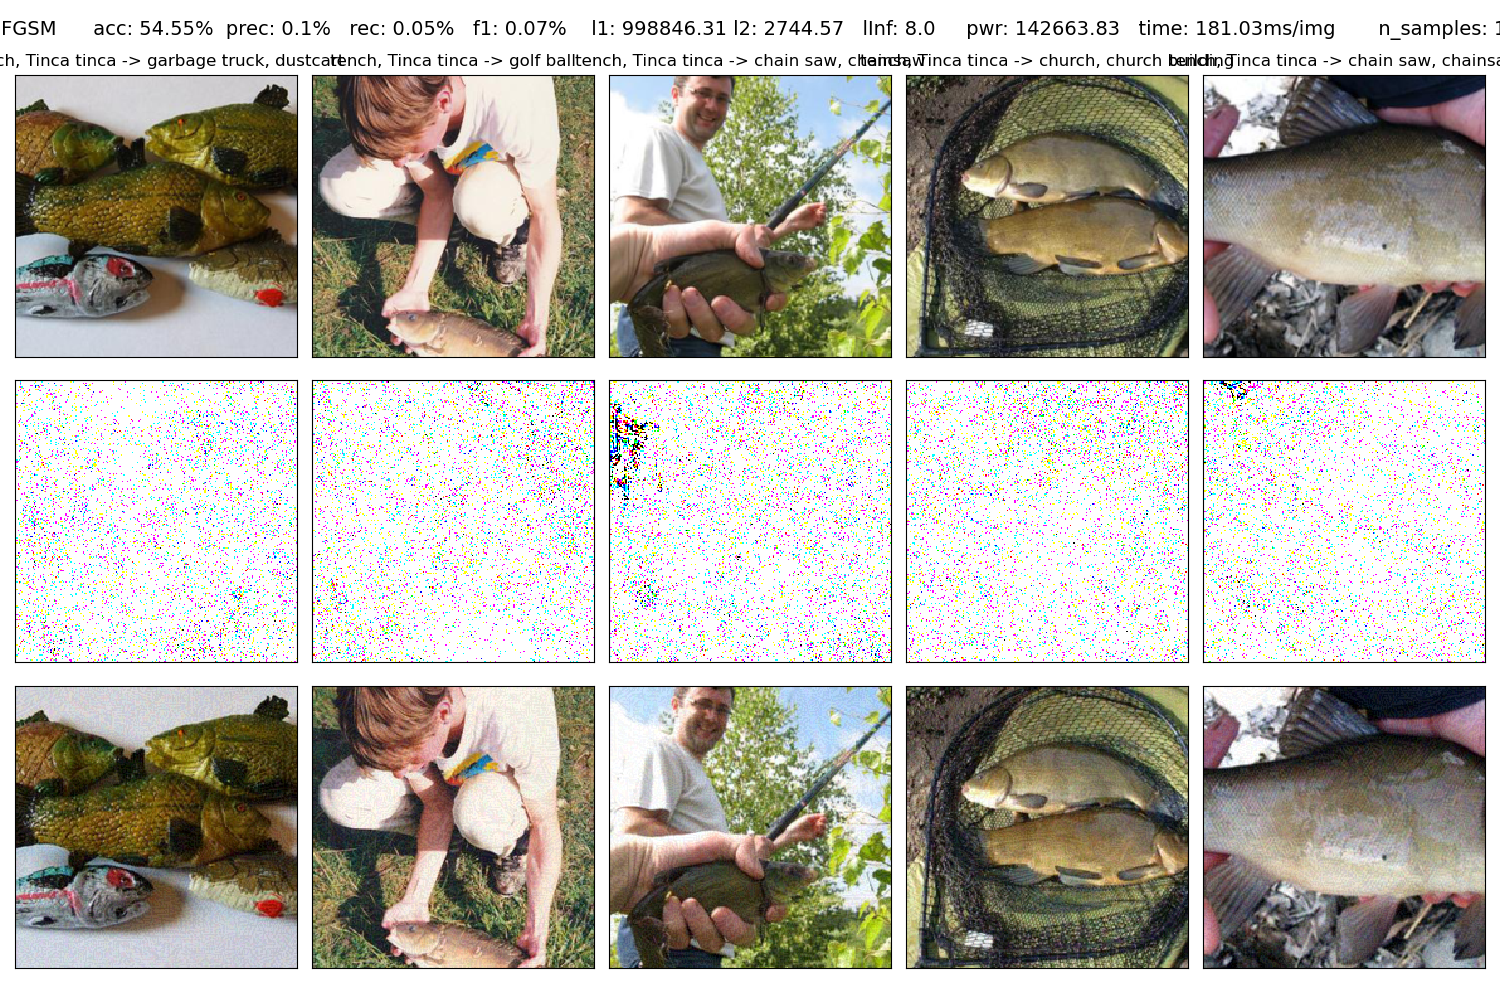 FGSM acc: 54.55% prec: 0.1% rec: 0.05% f1: 0.07% l1: 998846.31 l2: 2744.57 lInf: 8.0 pwr: 142663.83 time: 181.03ms/img n_samples: 1
ch, Tinca tinca -> garbage truck, dustcart tench, Tinca tinca -> golf ball tench, Tinca tinca -> chain saw, chainsaw tench, Tinca tinca -> church, church building tench, Tinca tinca -> chain saw, chainsa